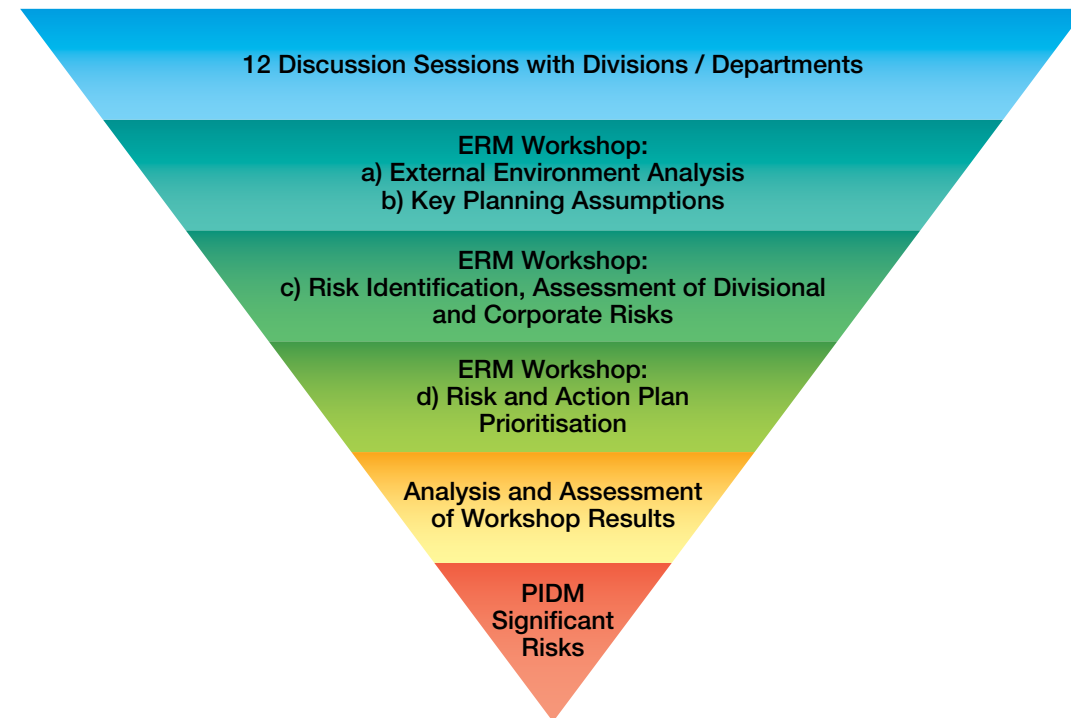 12 Discussion Sessions with Divisions / Departments
ERM Workshop:
a) External Environment Analysis
b) Key Planning Assumptions
ERM Workshop:
c) Risk Identification, Assessment of Divisional
and Corporate Risks
ERM Workshop:
d) Risk and Action Plan
Prioritisation
Analysis and Assessment
of Workshop Results
PIDM
Significant
Risks